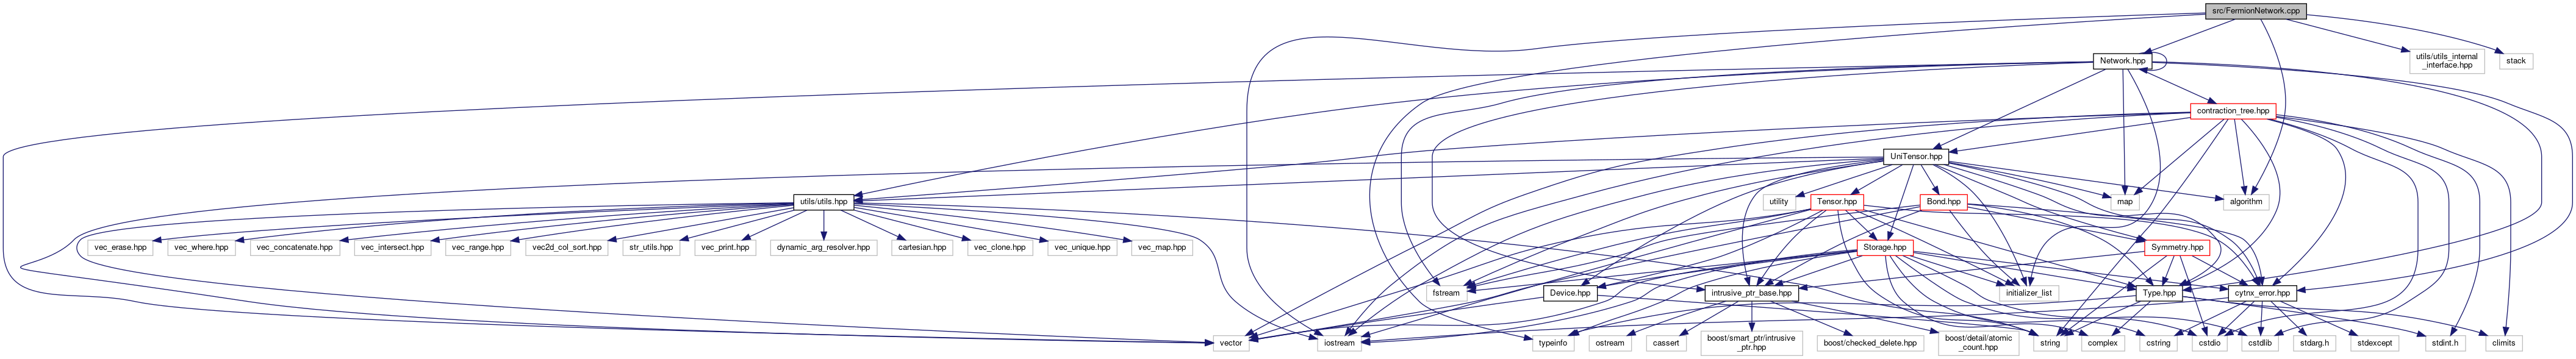 src/FermionNetwork.cpp
Network.hpp
utils/utils_internal
_interface.hpp
stack
contraction_tree.hpp
UniTensor.hpp
utils/utils.hpp
utility
Tensor.hpp
Bond.hpp
map
algorithm
vec_erase.hpp
vec_where.hpp
vec_concatenate.hpp
vec_intersect.hpp
vec_range.hpp
vec2d_col_sort.hpp
str_utils.hpp
vec_print.hpp
dynamic_arg_resolver.hpp
cartesian.hpp
vec_clone.hpp
vec_unique.hpp
vec_map.hpp
Storage.hpp
Symmetry.hpp
fstream
Device.hpp
intrusive_ptr_base.hpp
initializer_list
Type.hpp
cytnx_error.hpp
vector
iostream
typeinfo
ostream
cassert
boost/smart_ptr/intrusive
_ptr.hpp
boost/checked_delete.hpp
boost/detail/atomic
_count.hpp
string
complex
cstring
cstdio
cstdlib
stdarg.h
stdexcept
stdint.h
climits